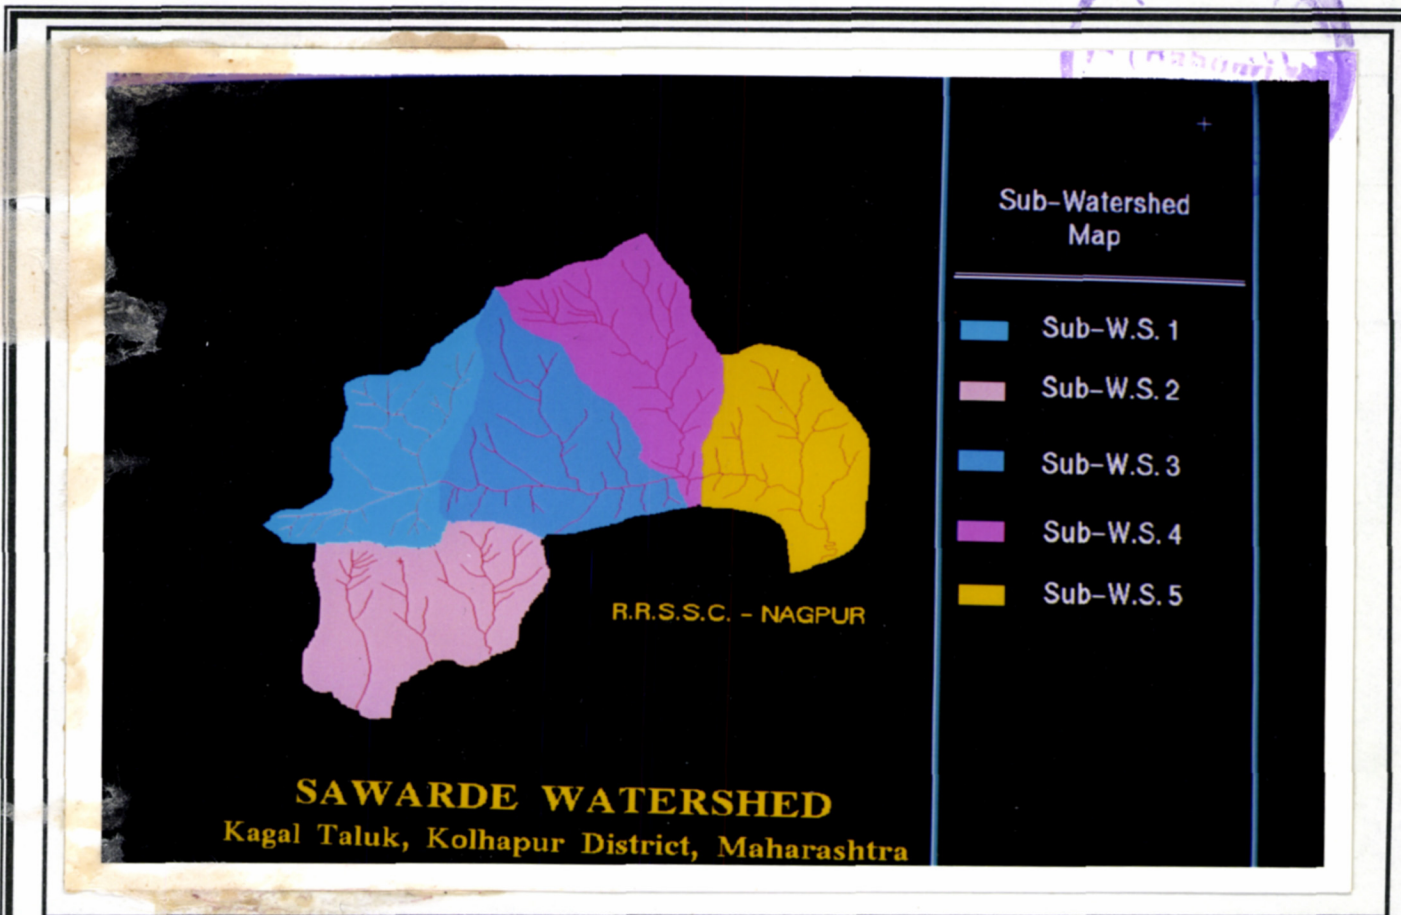 Sub-Watershed
Map
Sub-W.S. 1
Sub-W.S. 2
Sub-W.S. 3
Sub-W.S. 4
Sub-W.S. 5
R.R.S.S.C. - NAGPUR
SAWARDE WATERSHED
Kagal Taluk, Kolhapur District, Maharashtra